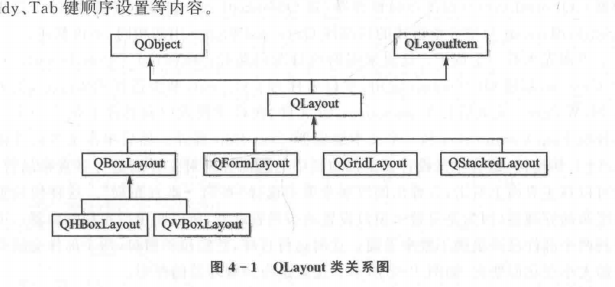 dy、Tab 键顺序设置等内容。
QObject QLayoutItem
QLayout
QBoxLayout QFormLayout QGridLayout QStackedLayout
QHBoxLayout QVBoxLayout
图 4-1 QLayout 类关系图